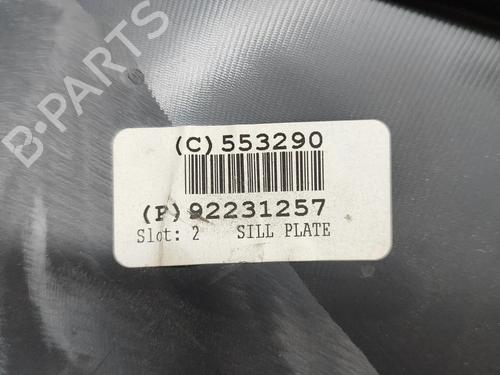 B-PARTS
(C)553290
(P)92231257
Slot: 2 SILL PLATE